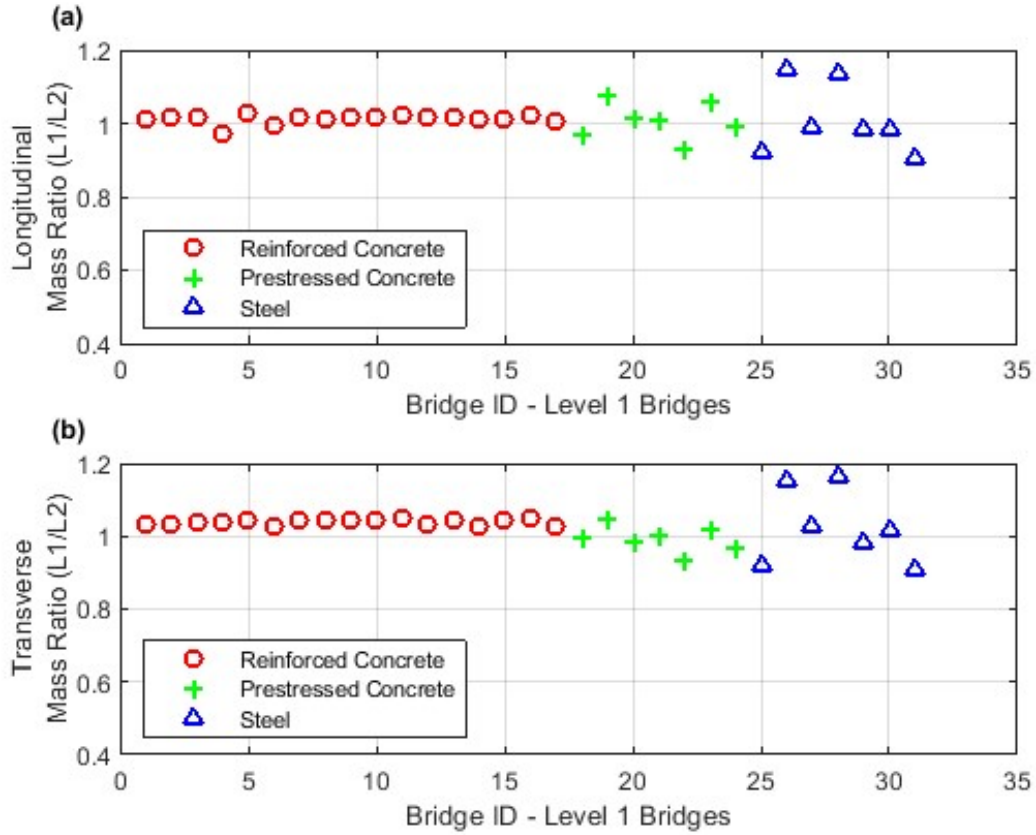 (a)
1.2
1
0.8
0.6
0.4
Longitudinal
Mass Ratio (L1/L2)
Reinforced Concrete
Prestressed Concrete
Steel
0 5 10 15 20 25 30 35
Bridge ID - Level 1 Bridges
(b)
1.2
1
0.8
0.6
0.4
Transverse
Mass Ratio (L1/L2)
Reinforced Concrete
Prestressed Concrete
Steel
0 5 10 15 20 25 30 35
Bridge ID - Level 1 Bridges